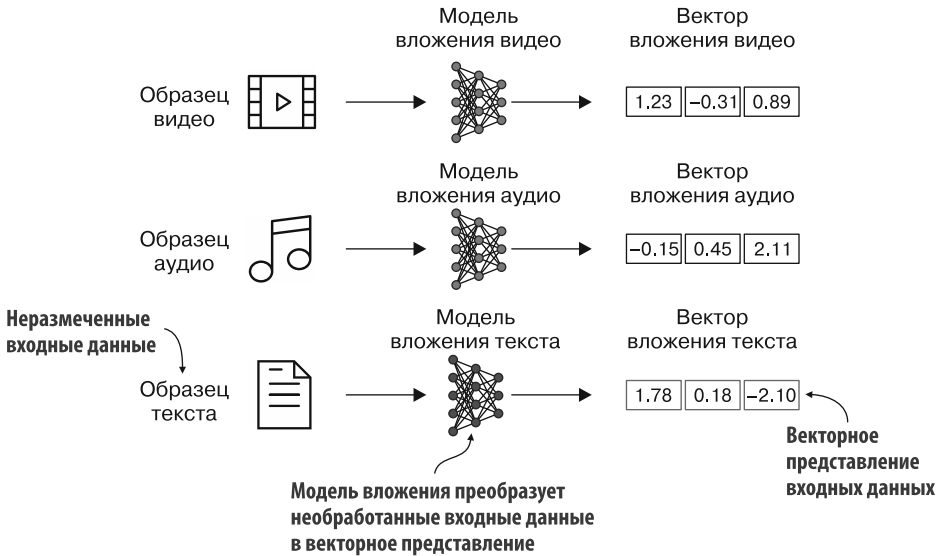 Модель
вложения видео
Вектор
вложения видео
Образец
видео
1.23 −0.31 0.89
Модель
вложения аудио
Вектор
вложения аудио
Образец
аудио
−0.15 0.45 2.11
Неразмеченные
входные данные
Модель
вложения текста
Вектор
вложения текста
Образец
текста
1.78 0.18 −2.10
Векторное
представление
входных данных
Модель вложения преобразует
необработанные входные данные
в векторное представление